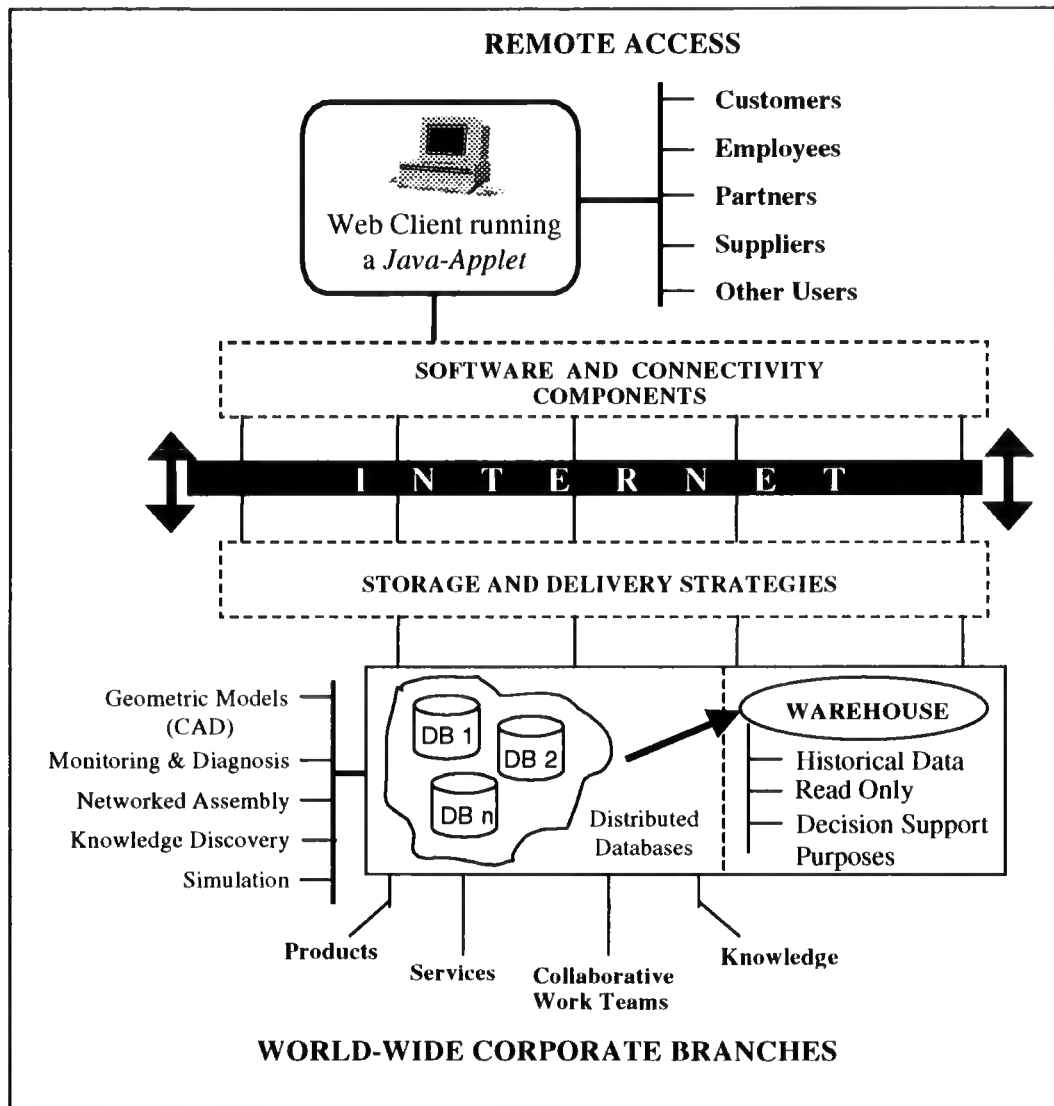 REMOTE ACCESS
Web Client running
a Java-Applet
Customers
Employees
Partners
Suppliers
Other Users
SOFTWARE AND CONNECTIVITY
COMPONENTS
INTERNET
STORAGE AND DELIVERY STRATEGIES
Geometric Models
(CAD)
Monitoring & Diagnosis
Networked Assembly
Knowledge Discovery
Simulation
DB 1
DB 2
DB n
Distributed
Databases
WAREHOUSE
Historical Data
Read Only
Decision Support
Purposes
Products
Services
Collaborative
Work Teams
Knowledge
WORLD-WIDE CORPORATE BRANCHES